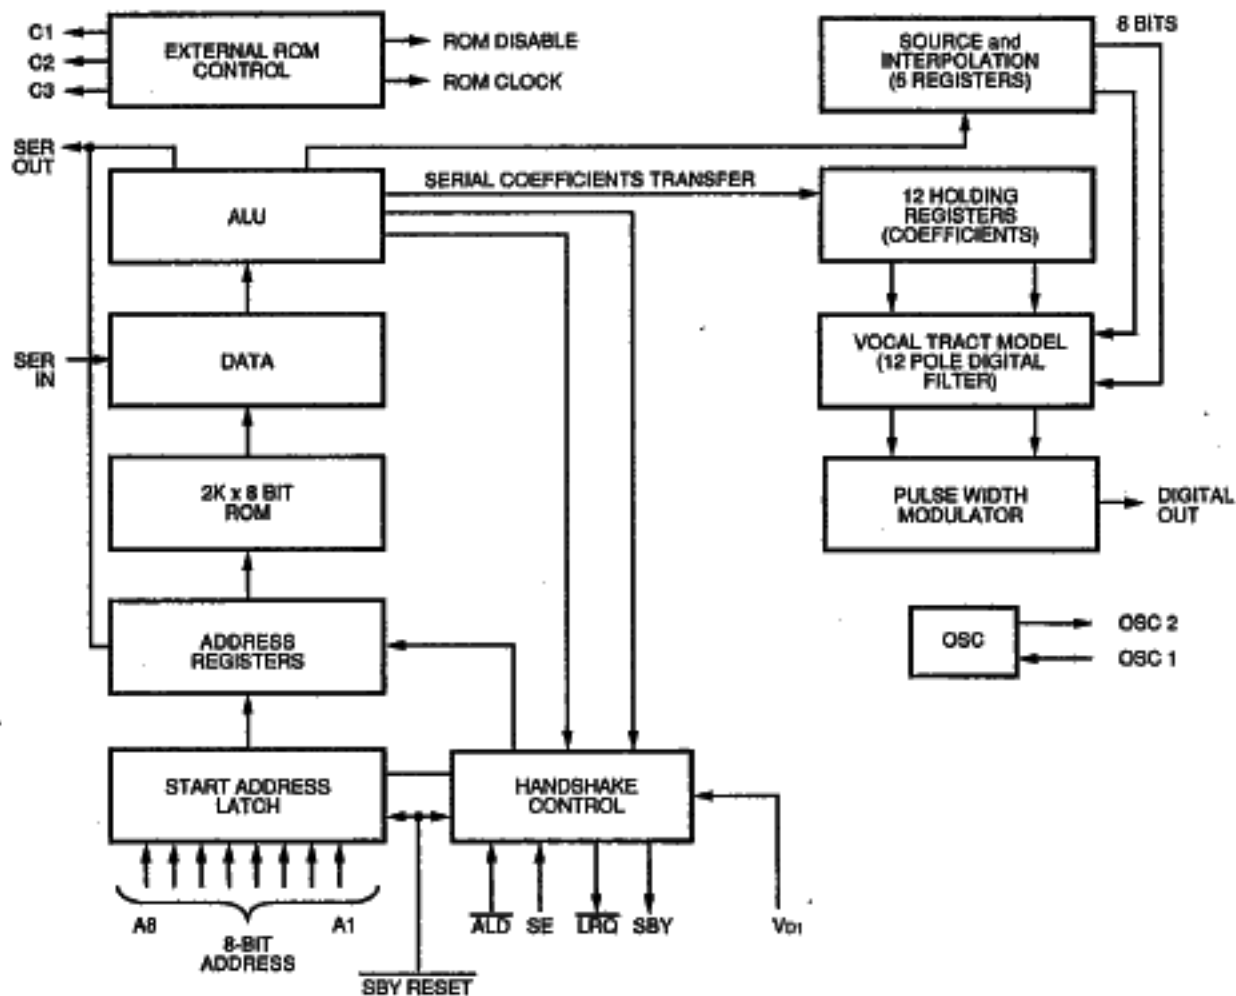 C1
C2
C3
EXTERNAL ROM
CONTROL
ROM DISABLE
ROM CLOCK
SOURCE and
INTERPOLATION
(5 REGISTERS)
8 BITS
SER
OUT
ALU
SERIAL COEFFICIENTS TRANSFER
12 HOLDING
REGISTERS
(COEFFICIENTS)
SER
IN
DATA
VOCAL TRACT MODEL
(12 POLE DIGITAL
FILTER)
2K x 8 BIT
ROM
PULSE WIDTH
MODULATOR
DIGITAL
OUT
ADDRESS
REGISTERS
OSC
OSC 2
OSC 1
START ADDRESS
LATCH
HANDSHAKE
CONTROL
A8
A1
8-BIT
ADDRESS
ALD
SE
LRQ
SBY
VD1
SBY RESET